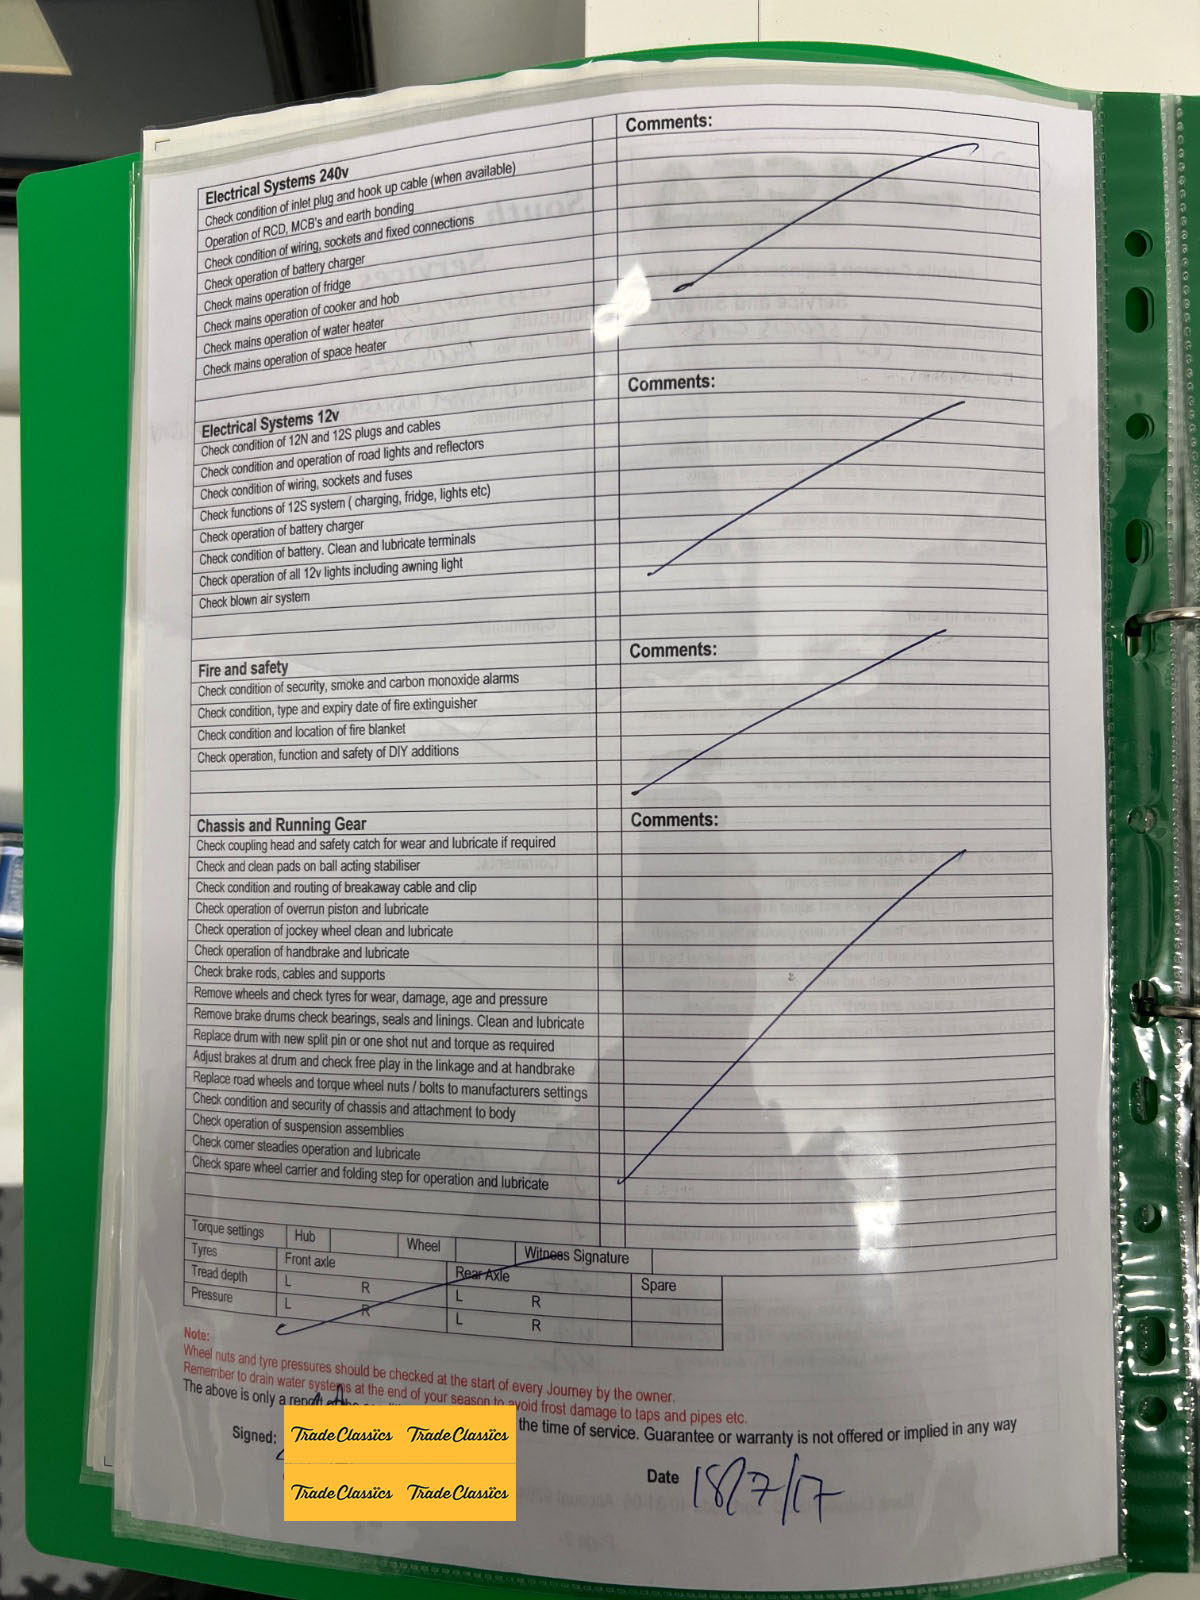 Electrical Systems 240v
Comments:
Check condition of inlet plug and hook up cable (when available)
Operation of RCD, MCB's and earth bonding
Check condition of wiring, sockets and fixed connections
Check operation of battery charger
Check mains operation of fridge
Check mains operation of cooker and hob
Check mains operation of water heater
Check mains operation of space heater
Electrical Systems 12v
Comments:
Check condition of 12N and 12S plugs and cables
Check condition and operation of road lights and reflectors
Check condition of wiring, sockets and fuses
Check functions of 12S system ( charging, fridge, lights etc)
Check operation of battery charger
Check condition of battery. Clean and lubricate terminals
Check operation of all 12v lights including awning light
Check blown air system
Fire and safety
Comments:
Check condition of security, smoke and carbon monoxide alarms
Check condition, type and expiry date of fire extinguisher
Check condition and location of fire blanket
Check operation, function and safety of DIY additions
Chassis and Running Gear
Comments:
Check coupling head and safety catch for wear and lubricate if required
Check and clean pads on ball acting stabiliser
Check condition and routing of breakaway cable and clip
Check operation of overrun piston and lubricate
Check operation of jockey wheel clean and lubricate
Check operation of handbrake and lubricate
Check brake rods, cables and supports
Remove wheels and check tyres for wear, damage, age and pressure
Remove brake drums check bearings, seals and linings. Clean and lubricate
Replace drum with new split pin or one shot nut and torque as required
Adjust brakes at drum and check free play in the linkage and at handbrake
Replace road wheels and torque wheel nuts / bolts to manufacturers settings
Check condition and security of chassis and attachment to body
Check operation of suspension assemblies
Check corner steadies operation and lubricate
Check spare wheel carrier and folding step for operation and lubricate
Torque settings Hub Wheel Witness Signature
Tyres Front axle Rear Axle Spare
Tread depth L R L R
Pressure L R L R
Note:
Wheel nuts and tyre pressures should be checked at the start of every Journey by the owner.
Remember to drain water systems at the end of your season to avoid frost damage to taps and pipes etc.
The above is only a the time of service. Guarantee or warranty is not offered or implied in any way
Signed:
Trade Classics Trade Classics
Trade Classics Trade Classics
Date 18/7/17